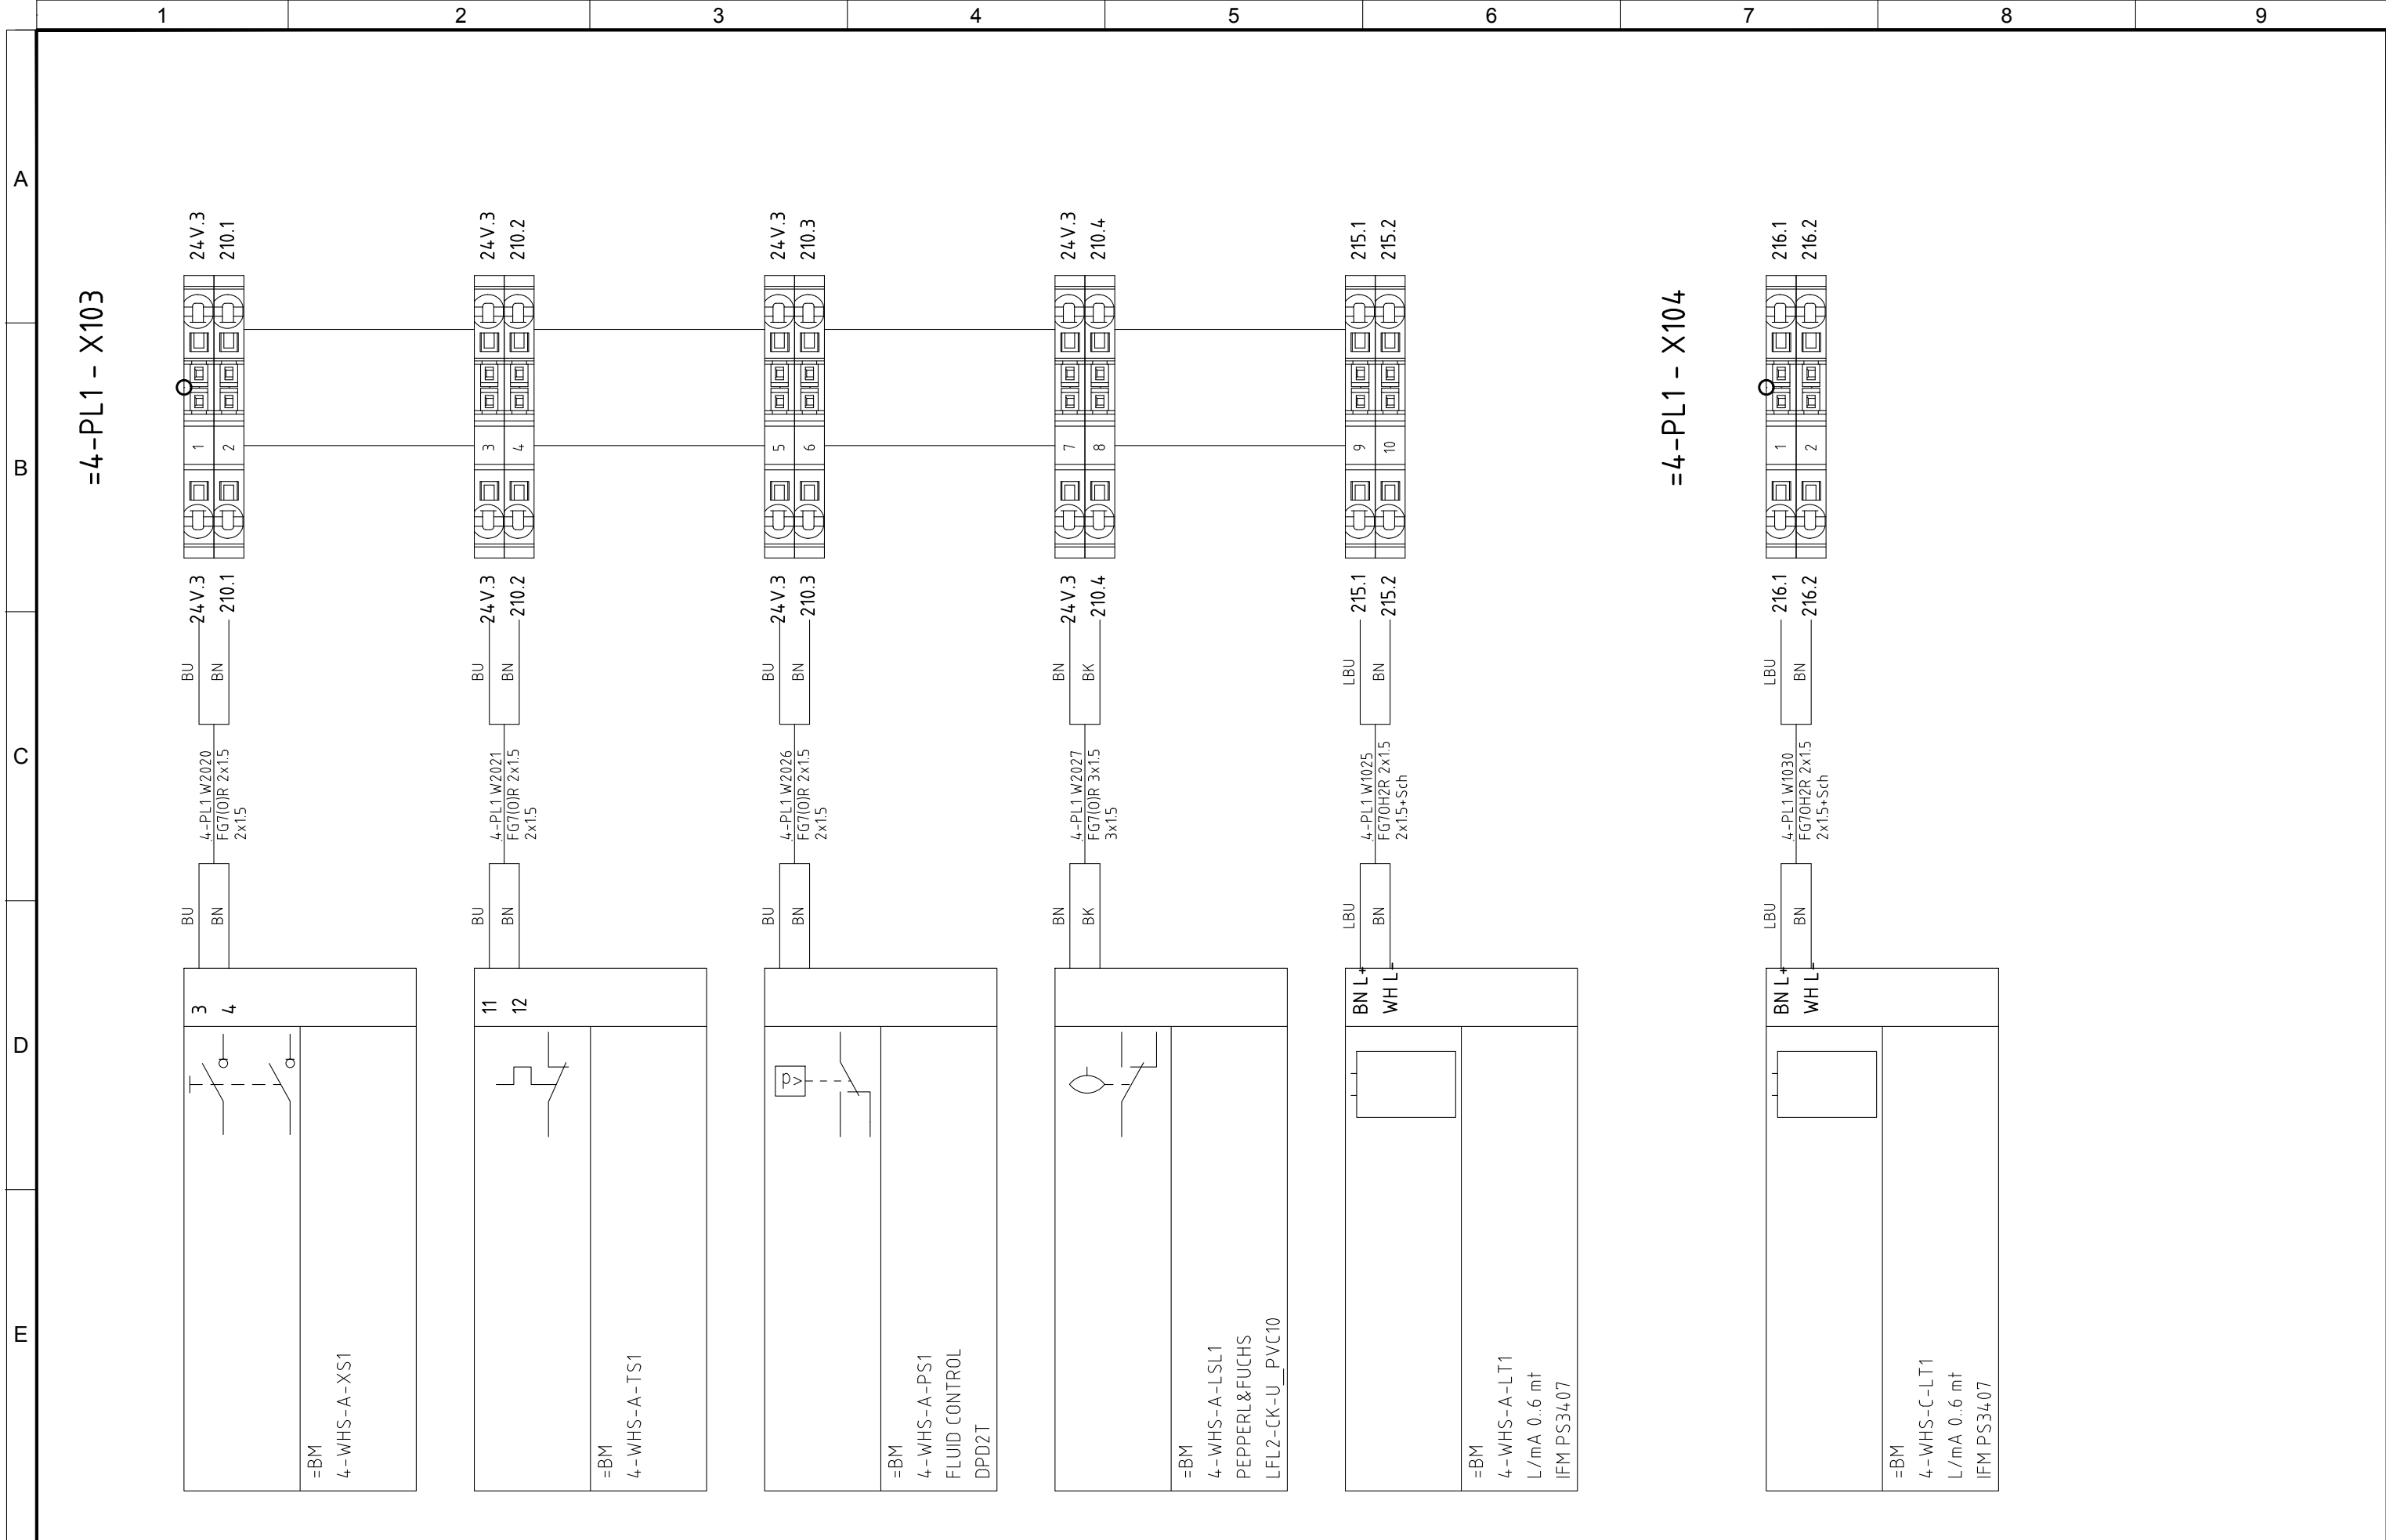 1 2 3 4 5 6 7 8 9
A
B
C
D
E
=4-PL1 - X103
24V.3
210.1
1
2
24V.3
210.1
BU
BN
4-PL1 W2020
FG7(O)R 2x1.5
2x1.5
BU
BN
3
4
=BM
4-WHS-A-XS1
24V.3
210.2
3
4
24V.3
210.2
BU
BN
4-PL1 W2021
FG7(O)R 2x1.5
2x1.5
BU
BN
11
12
=BM
4-WHS-A-TS1
24V.3
210.3
5
6
24V.3
210.3
BU
BN
4-PL1 W2026
FG7(O)R 2x1.5
2x1.5
BU
BN
p>
=BM
4-WHS-A-PS1
FLUID CONTROL
DPD2T
24V.3
210.4
7
8
24V.3
210.4
BN
BK
4-PL1 W2027
FG7(O)R 3x1.5
3x1.5
BN
BK
=BM
4-WHS-A-LSL1
PEPPERL&FUCHS
LFL2-CK-U_PVC10
215.1
215.2
9
10
215.1
215.2
LBU
BN
4-PL1 W1025
FG7OH2R 2x1.5
2x1.5+Sch
LBU
BN
BN L+
WH L-
=BM
4-WHS-A-LT1
L/mA 0..6 mt
IFM PS3407
=4-PL1 - X104
216.1
216.2
1
2
216.1
216.2
LBU
BN
4-PL1 W1030
FG7OH2R 2x1.5
2x1.5+Sch
LBU
BN
BN L+
WH L-
=BM
4-WHS-C-LT1
L/mA 0..6 mt
IFM PS3407